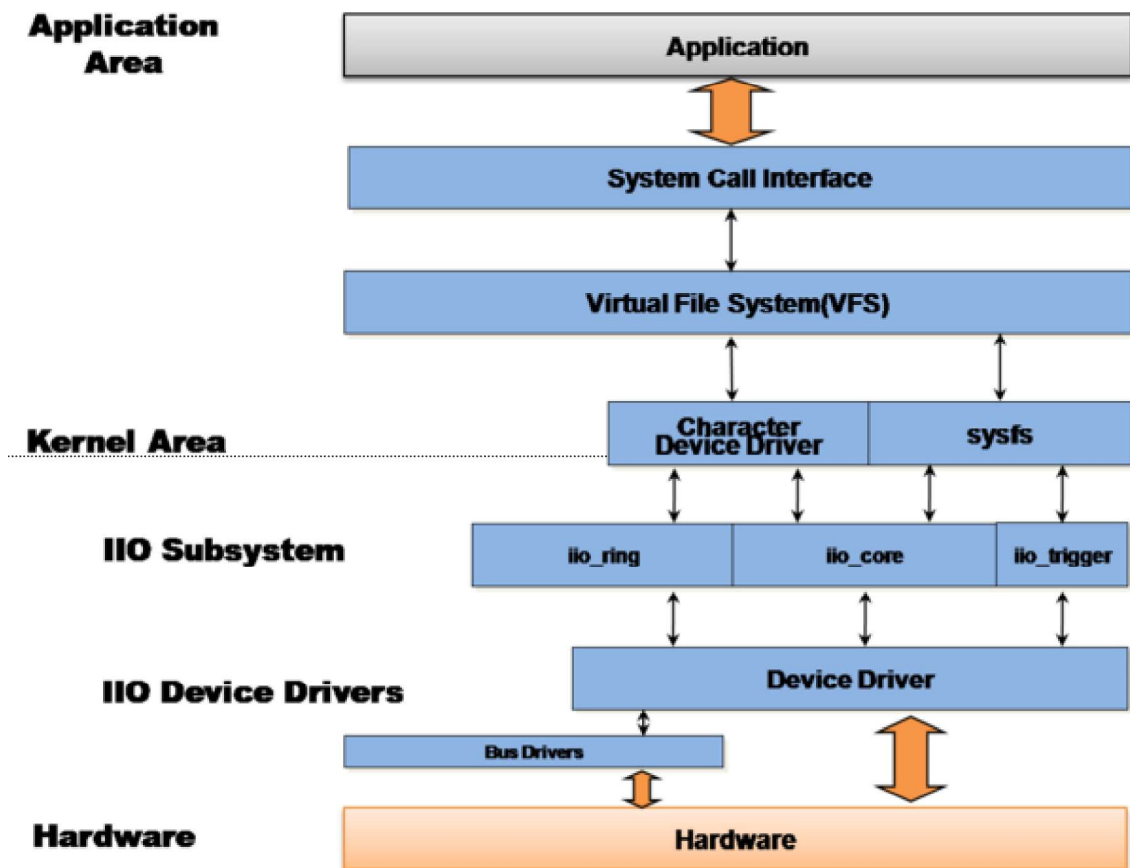 Application
Area
Application
System Call Interface
Virtual File System(VFS)
Kernel Area
Character
Device Driver
sysfs
IIO Subsystem
iio_ring
iio_core
iio_trigger
IIO Device Drivers
Device Driver
Bus Drivers
Hardware
Hardware